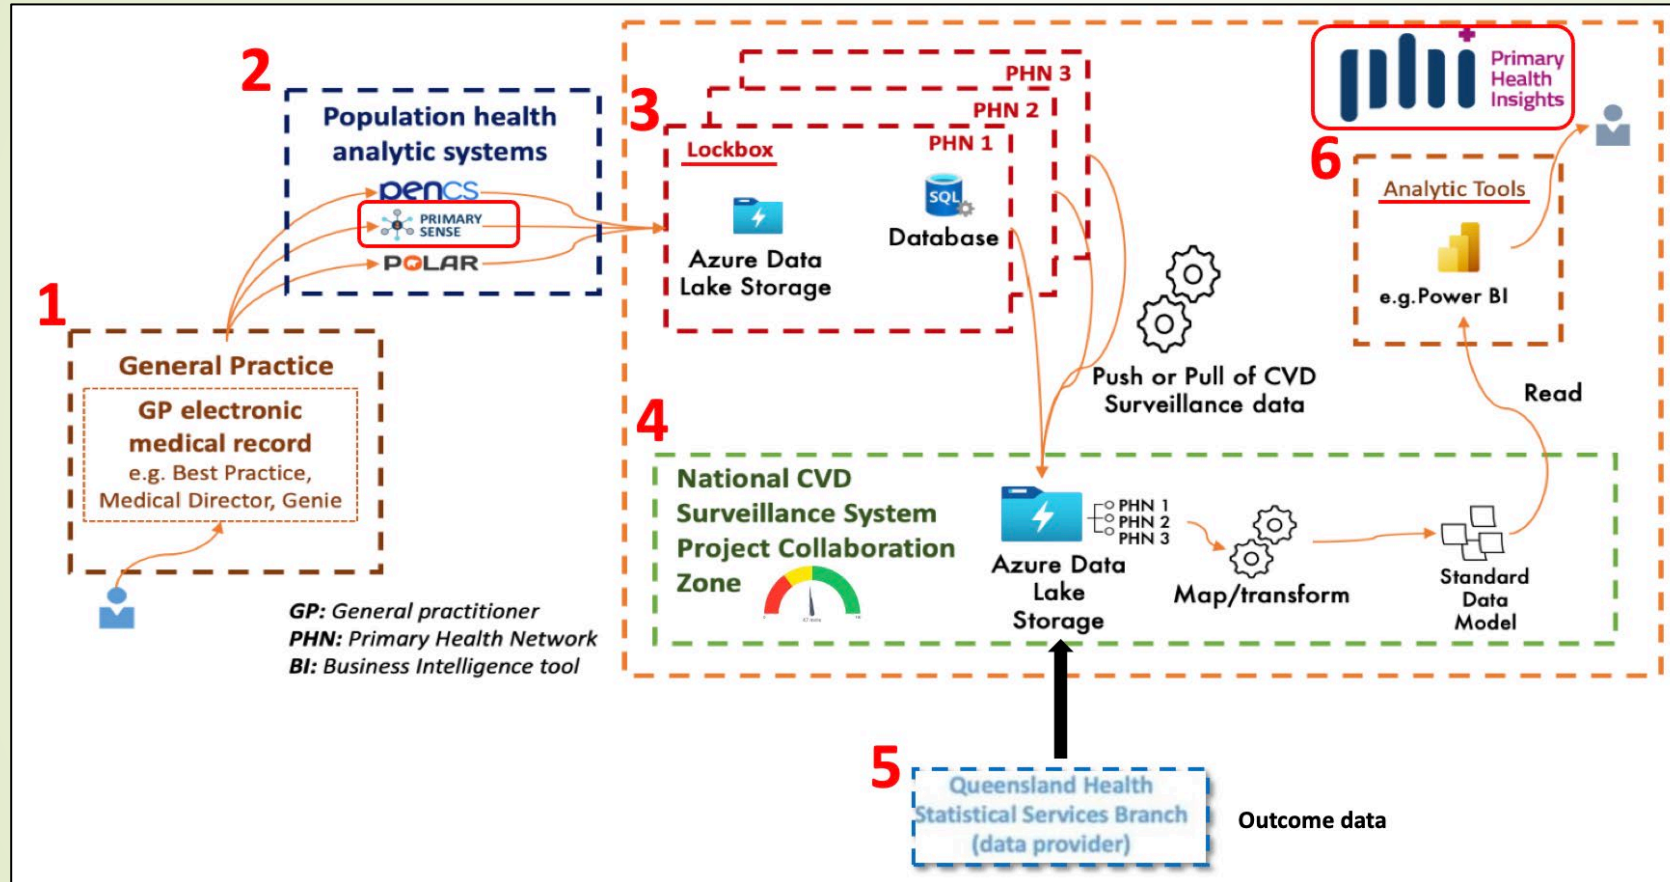 1
General Practice
GP electronic
medical record
e.g. Best Practice,
Medical Director, Genie
2
Population health
analytic systems
penCS
PRIMARY
SENSE
POLAR
3
PHN 3
PHN 2
PHN 1
Lockbox
Azure Data
Lake Storage
SQL
Database
Push or Pull of CVD
Surveillance data
4
National CVD
Surveillance System
Project Collaboration
Zone
PHN 1
PHN 2
PHN 3
Azure Data
Lake
Storage
Map/transform
Standard
Data
Model
Read
5
Queensland Health
Statistical Services Branch
(data provider)
Outcome data
6
Analytic Tools
e.g.Power BI
phi
Primary
Health
Insights
GP: General practitioner
PHN: Primary Health Network
BI: Business Intelligence tool